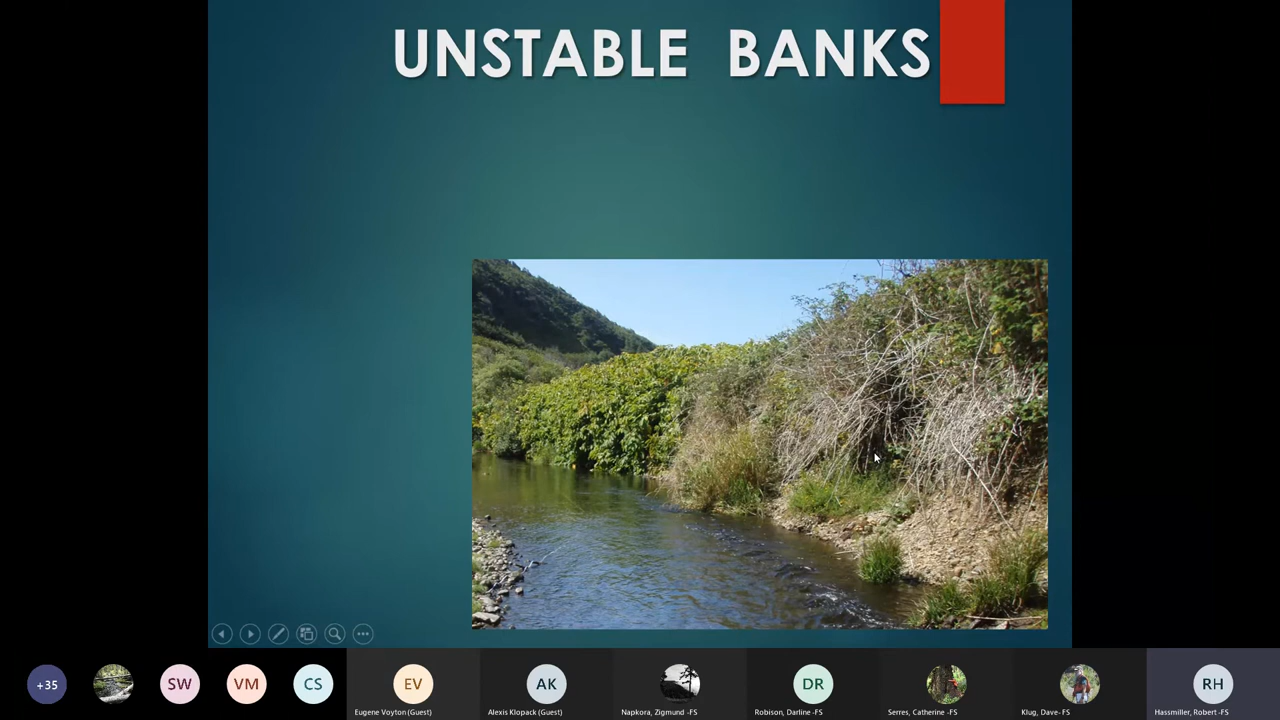 UNSTABLE BANKS
+35
SW
VM
CS
EV
AK
DR
RH
Eugene Voyton (Guest)
Alexis Klopack (Guest)
Napkora, Zigmund -FS
Robison, Darline -FS
Serres, Catherine -FS
Klug, Dave- FS
Hassmiller, Robert -FS